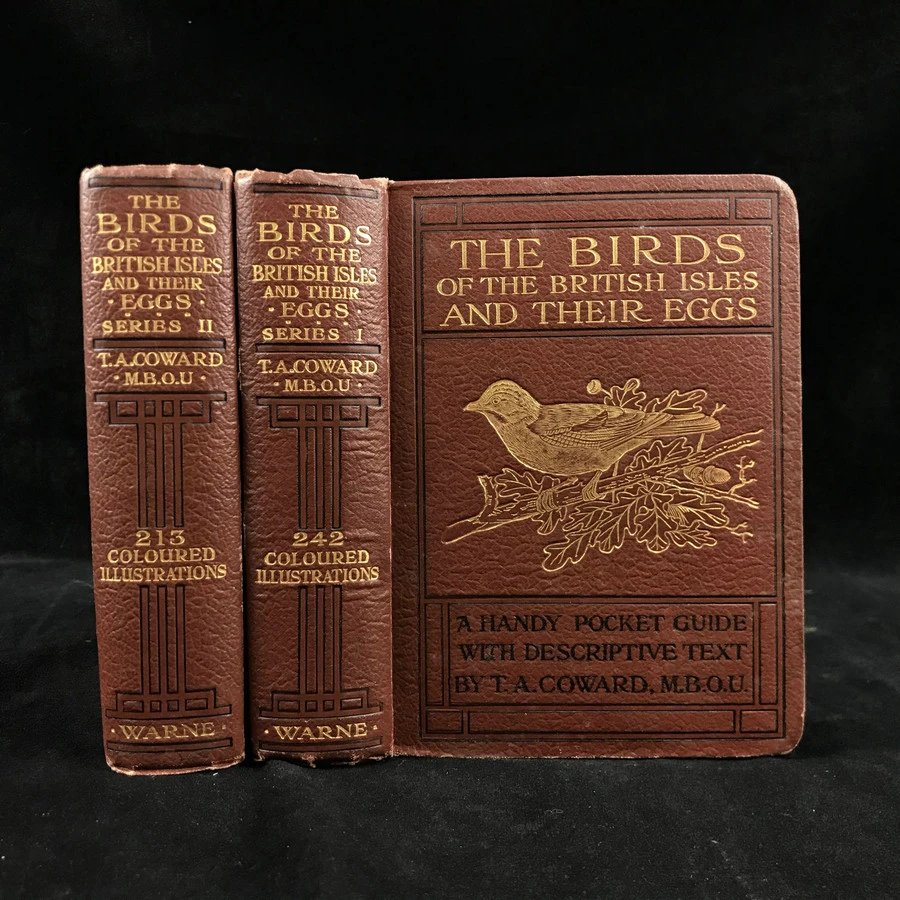 THE
BIRDS
OF THE
BRITISH ISLES
AND THEIR
· EGGS ·
SERIES II
T.A.COWARD
· M.B.O.U ·
213
COLOURED
ILLUSTRATIONS
· WARNE ·
THE
BIRDS
OF THE
BRITISH ISLES
AND THEIR
· EGGS ·
SERIES I
T.A.COWARD
· M.B.O.U ·
242
COLOURED
ILLUSTRATIONS
· WARNE ·
THE BIRDS
OF THE BRITISH ISLES
AND THEIR EGGS
A HANDY POCKET GUIDE
WITH DESCRIPTIVE TEXT
BY T. A. COWARD, M.B.O.U.